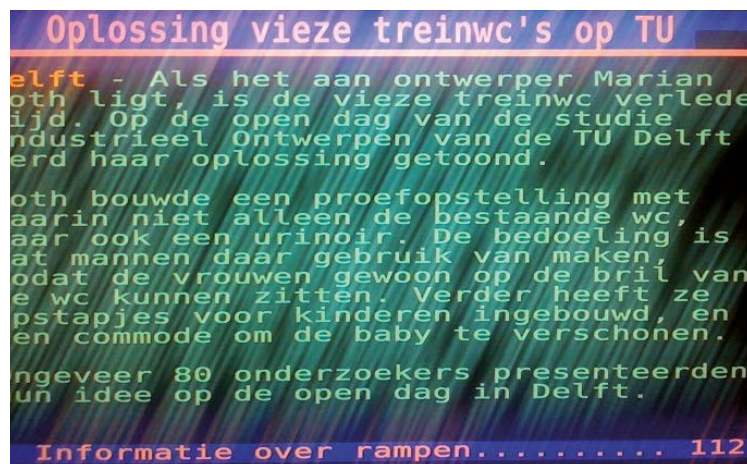 Oplossing vieze treinwc's op TU
elft - Als het aan ontwerper Marian
oth ligt, is de vieze treinwc verlede
ijd. Op de open dag van de studie
ndustrieel Ontwerpen van de TU Delft
erd haar oplossing getoond.
oth bouwde een proefopstelling met
aarin niet alleen de bestaande wc,
aar ook een urinoir. De bedoeling is
at mannen daar gebruik van maken,
odat de vrouwen gewoon op de bril van
e wc kunnen zitten. Verder heeft ze
pstapjes voor kinderen ingebouwd, en
en commode om de baby te verschonen.
ngeveer 80 onderzoekers presenteerden
un idee op de open dag in Delft.
Informatie over rampen.......... 112